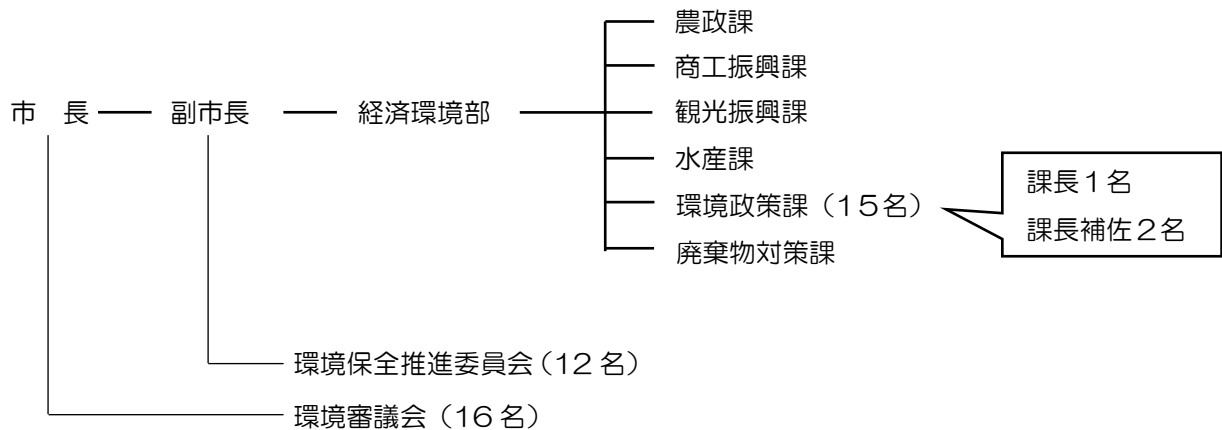 農政課
商工振興課
市　長
副市長
経済環境部
観光振興課
水産課
環境政策課（１５名）
課長１名
課長補佐２名
廃棄物対策課
環境保全推進委員会（12 名）
環境審議会（16 名）